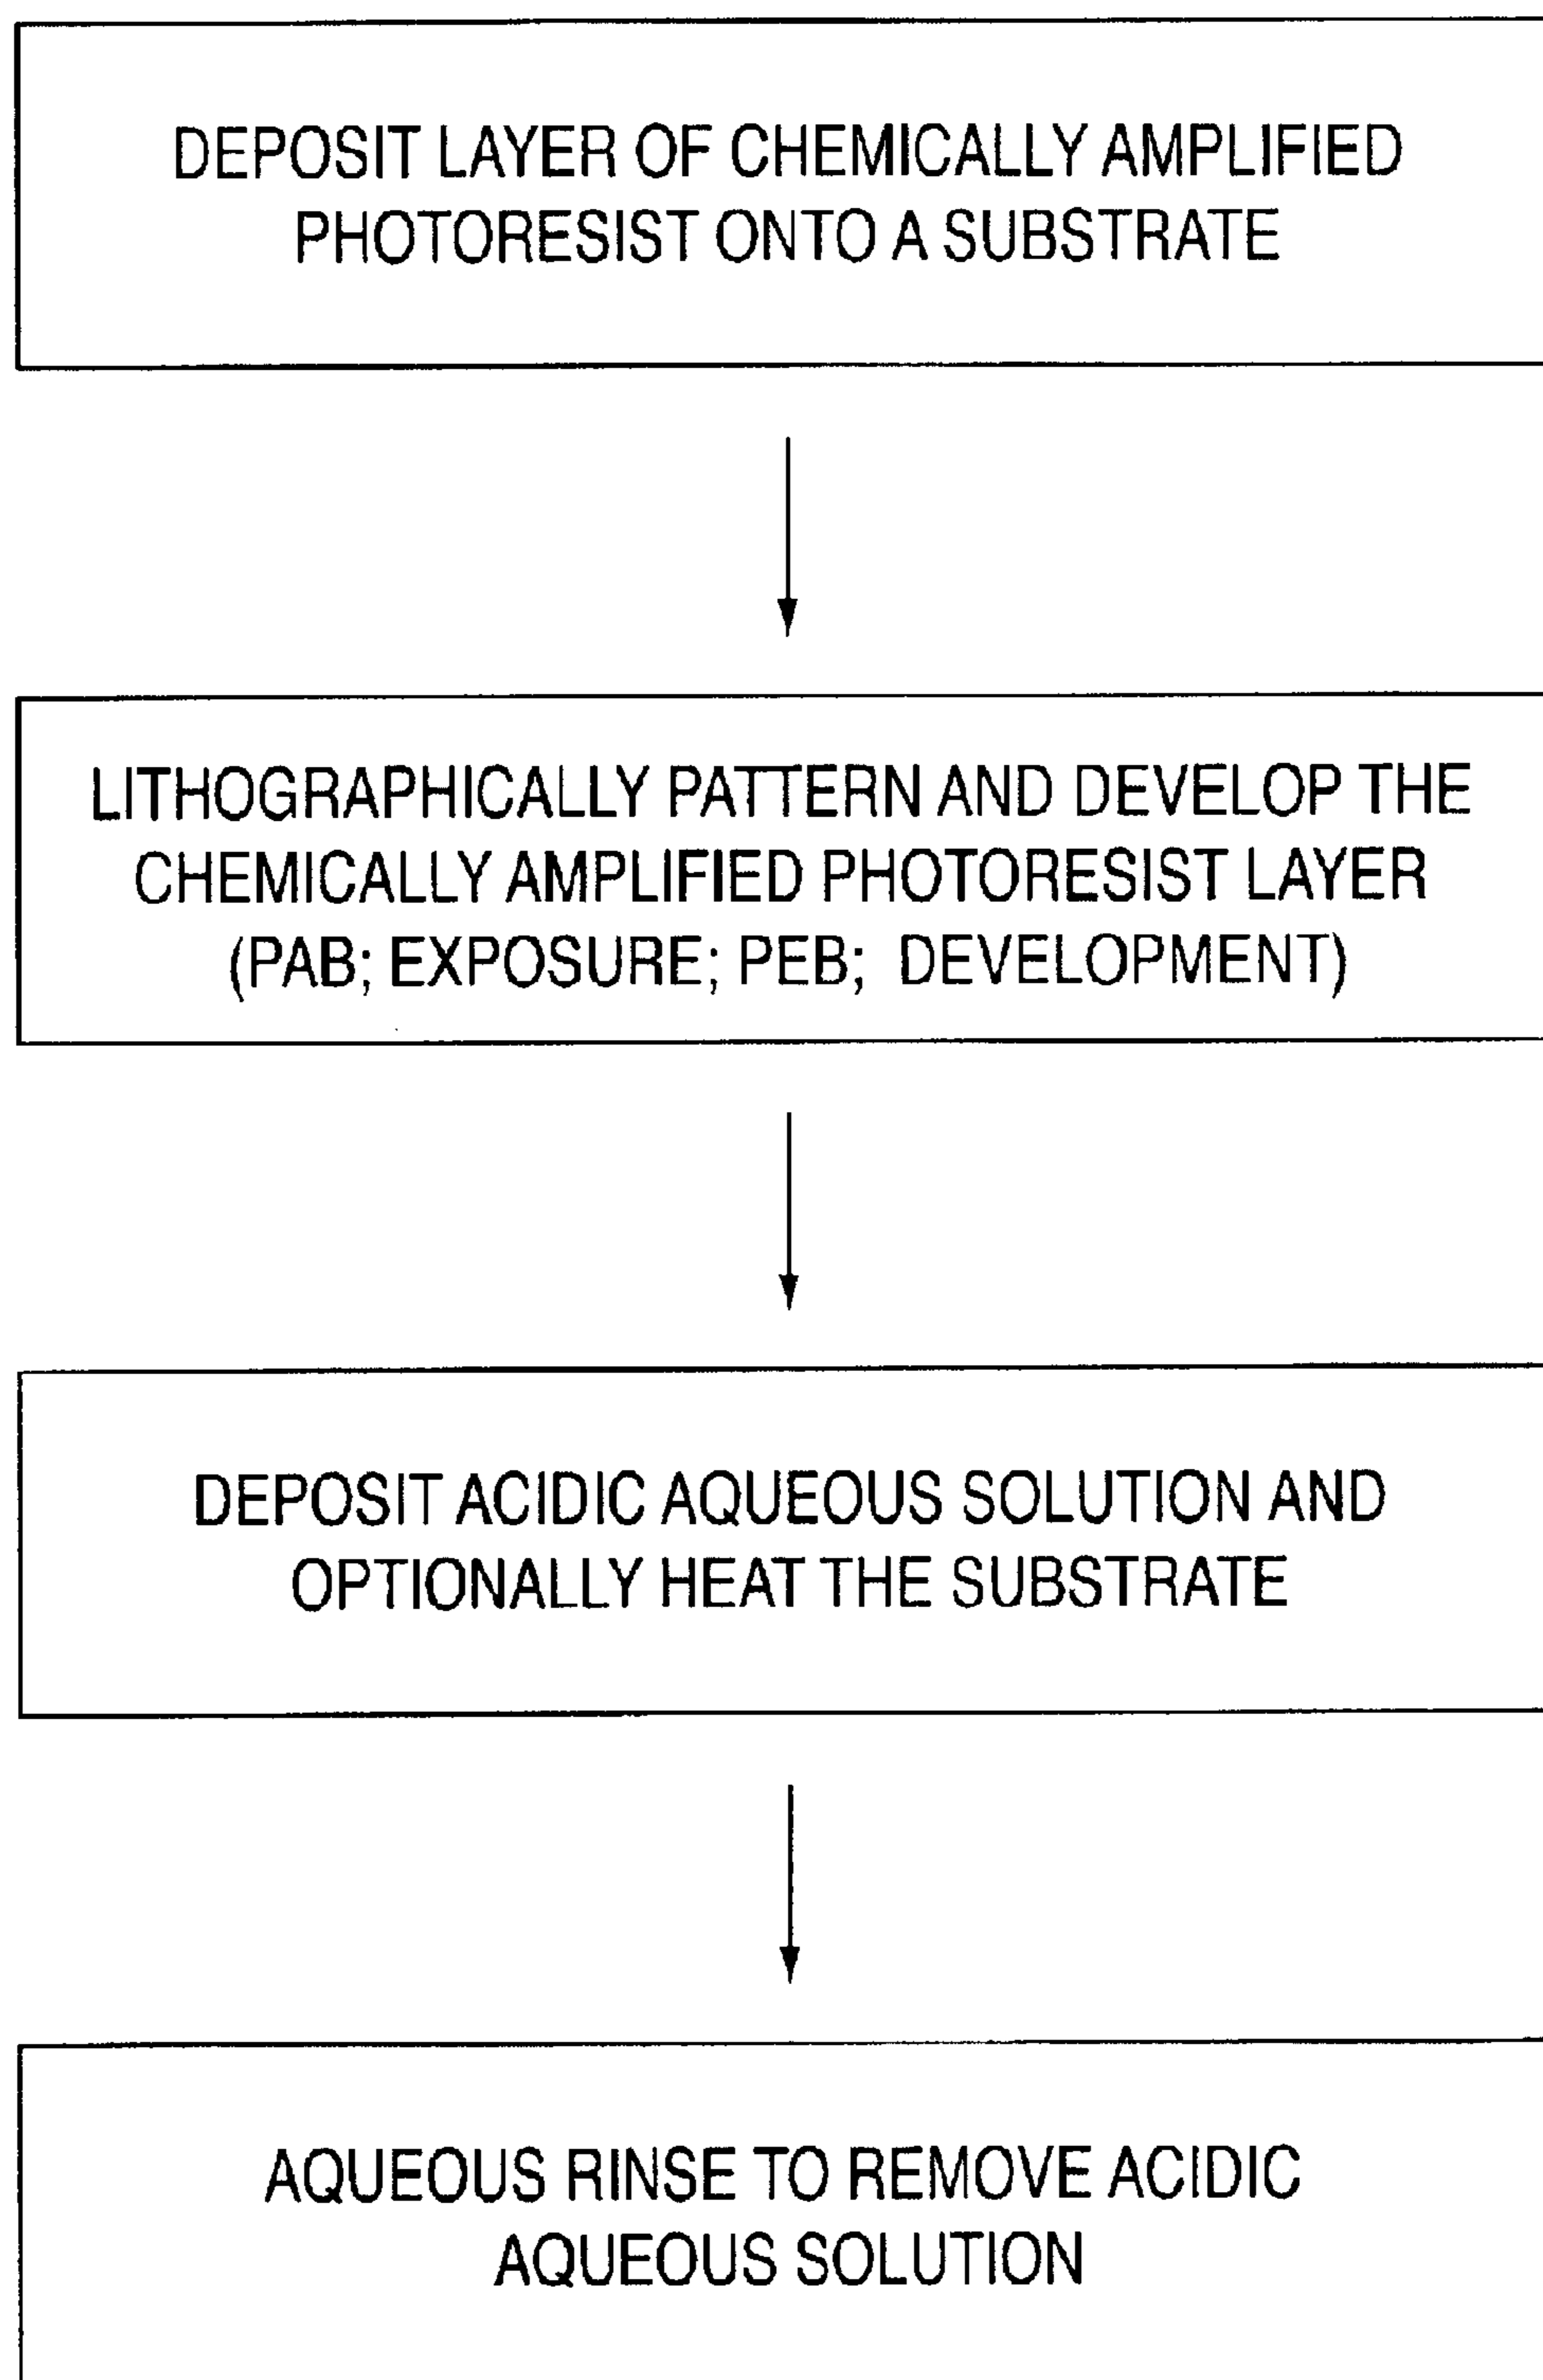 DEPOSIT LAYER OF CHEMICALLY AMPLIFIED
PHOTORESIST ONTO A SUBSTRATE
LITHOGRAPHICALLY PATTERN AND DEVELOP THE
CHEMICALLY AMPLIFIED PHOTORESIST LAYER
(PAB; EXPOSURE; PEB; DEVELOPMENT)
DEPOSIT ACIDIC AQUEOUS SOLUTION AND
OPTIONALLY HEAT THE SUBSTRATE
AQUEOUS RINSE TO REMOVE ACIDIC
AQUEOUS SOLUTION